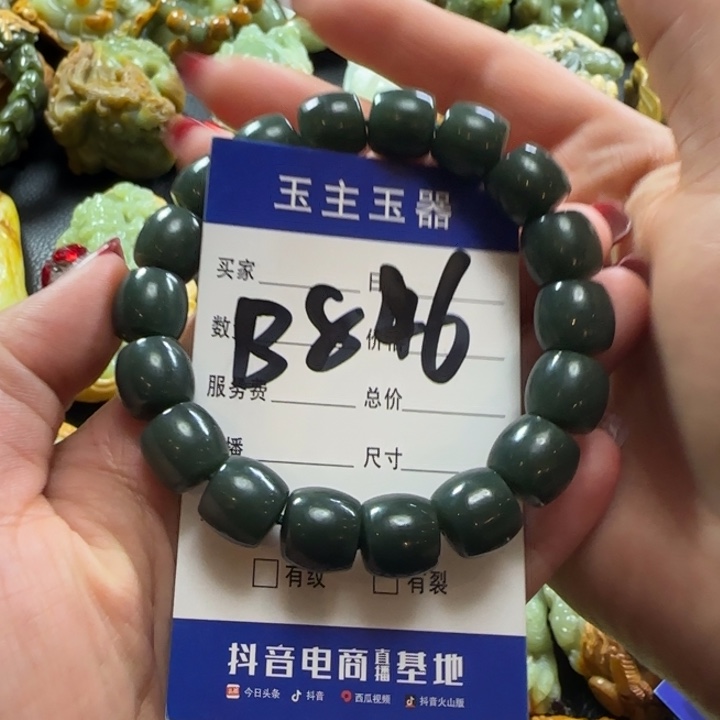 玉主玉器
买家 日
B846
数 价
服务费 总价
播 尺寸
有纹 有裂
抖音电商直播基地
今日头条 抖音 西瓜视频 抖音火山版